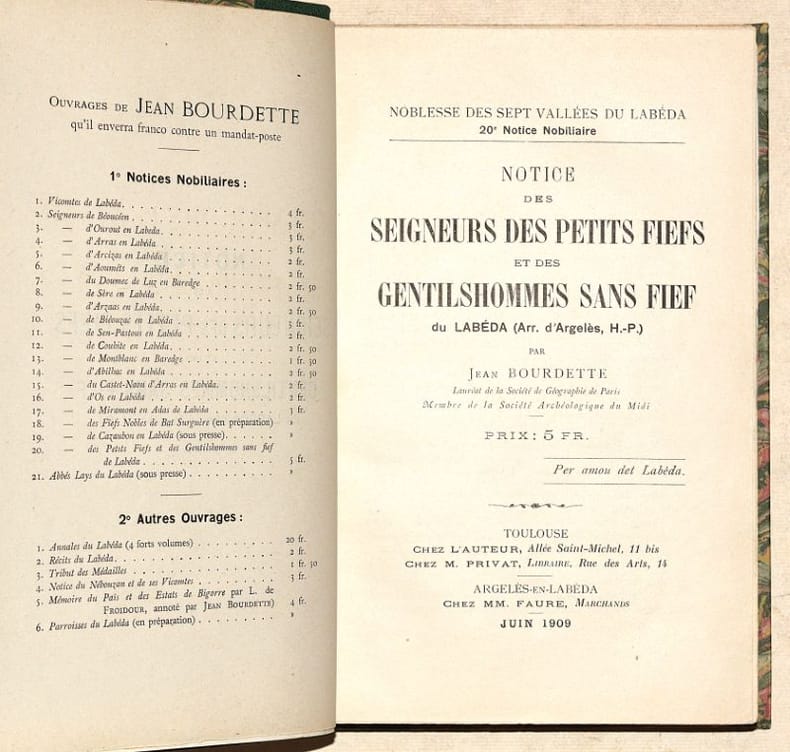 Ouvrages de Jean BOURDETTE
qu'il enverra franco contre un mandat-poste
1° Notices Nobiliaires :
1. Vicomtes de Labéda. . . . . . . . . . . . . 4 fr.
2. Seigneurs de Béoucéen . . . . . . . . . . . . 3 fr.
3. — d'Ourout en Labéda. . . . . . . . . . 3 fr.
4. — d'Arras en Labéda . . . . . . . . . . 3 fr.
5. — d'Arcizas en Labéda . . . . . . . . . . 2 fr.
6. — d'Aoumèts en Labéda. . . . . . . . . . 2 fr.
7. — du Doumec de Luz en Baredge . . . . . . . 2 fr. 50
8. — de Sère en Labéda . . . . . . . . . . 2 fr.
9. — d'Arzaas en Labéda. . . . . . . . . . 2 fr. 50
10. — de Biéouzac en Labéda . . . . . . . . . 3 fr.
11. — de Sen-Pastous en Labéda . . . . . . . . 2 fr.
12. — de Couhite en Labéda. . . . . . . . . 2 fr. 50
13. — de Montblanc en Baredge . . . . . . . . 1 fr. 50
14. — d'Abilhac en Labéda . . . . . . . . . 2 fr. 50
15. — du Castet-Naou d'Arras en Labéda. . . . . . 2 fr.
16. — d'Os en Labéda . . . . . . . . . . 2 fr.
17. — de Miramont en Adas de Labéda . . . . . . 3 fr.
18. — des Fiefs Nobles de Bat Surguère (en préparation) »
19. — de Cazaubon en Labéda (sous presse) . . . . . »
20. — des Petits Fiefs et des Gentilshommes sans fief
de Labéda . . . . . . . . . . . . 5 fr.
21. Abbés Lays du Labéda (sous presse) . . . . . . . . »
2° Autres Ouvrages :
1. Annales du Labéda (4 forts volumes) . . . . . . . . 20 fr.
2. Récits du Labéda. . . . . . . . . . . . . . 2 fr.
3. Tribut des Médailles . . . . . . . . . . . . . 1 fr. 50
4. Notice du Nébouzan et de ses Vicomtes . . . . . . . 3 fr.
5. Mémoire du Païs et des Estats de Bigorre par L. de
Froidour, annoté par Jean Bourdette) 4 fr.
6. Parroisses du Labéda (en préparation) . . . . . . . »
NOBLESSE DES SEPT VALLÉES DU LABÉDA
20e Notice Nobiliaire
NOTICE
DES
SEIGNEURS DES PETITS FIEFS
ET DES
GENTILSHOMMES SANS FIEF
du LABÉDA (Arr. d'Argelès, H.-P.)
PAR
Jean BOURDETTE
Lauréat de la Société de Géographie de Paris
Membre de la Société Archéologique du Midi
PRIX : 5 FR.
Per amou det Labéda.
TOULOUSE
Chez L'AUTEUR, Allée Saint-Michel, 11 bis
Chez M. PRIVAT, Libraire, Rue des Arts, 14
ARGELÈS-EN-LABÉDA
Chez MM. FAURE, Marchands
JUIN 1909